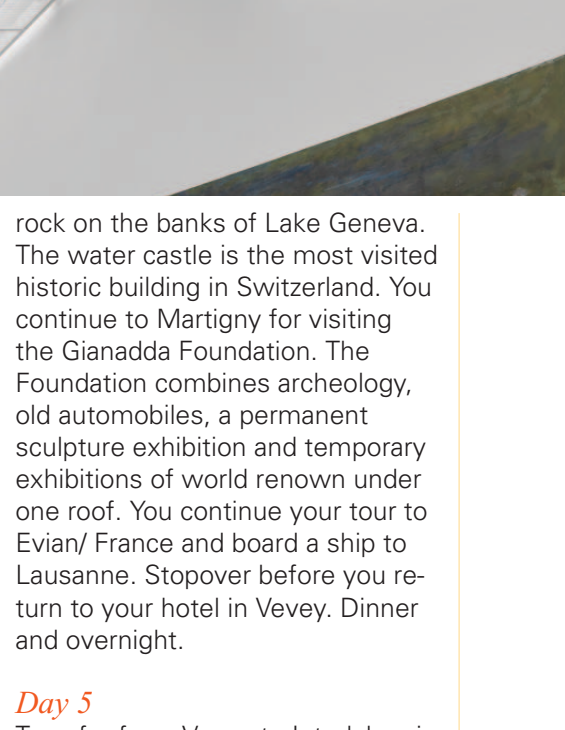 rock on the banks of Lake Geneva.
The water castle is the most visited
historic building in Switzerland. You
continue to Martigny for visiting
the Gianadda Foundation. The
Foundation combines archeology,
old automobiles, a permanent
sculpture exhibition and temporary
exhibitions of world renown under
one roof. You continue your tour to
Evian/ France and board a ship to
Lausanne. Stopover before you re-
turn to your hotel in Vevey. Dinner
and overnight.
Day 5